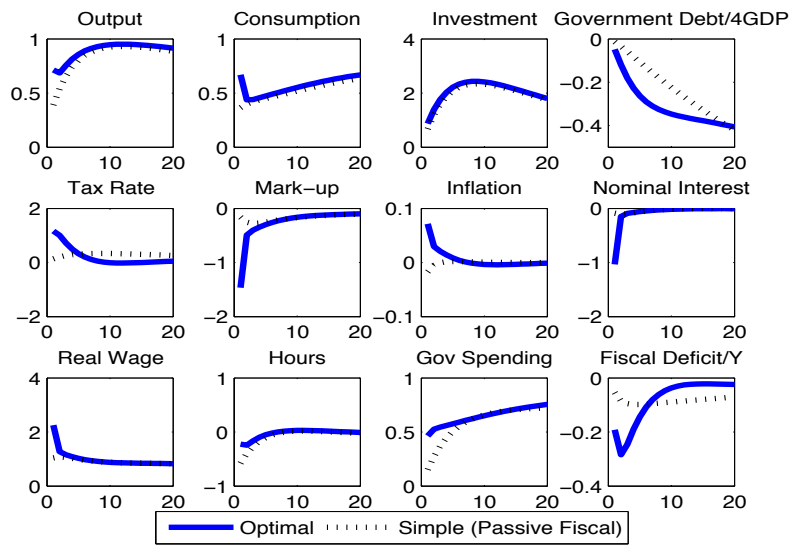 Output Consumption Investment Government Debt/4GDP
1 1 4 0
0.5 0.5 2 −0.2
0 0 0 −0.4
0 10 20 0 10 20 0 10 20 0 10 20
Tax Rate Mark−up Inflation Nominal Interest
2 0 0.1 0
0 −1 0 −1
−2 −2 −0.1 −2
0 10 20 0 10 20 0 10 20 0 10 20
Real Wage Hours Gov Spending Fiscal Deficit/Y
4 1 1 0
2 0 0.5 −0.2
0 −1 0 −0.4
0 10 20 0 10 20 0 10 20 0 10 20
Optimal Simple (Passive Fiscal)